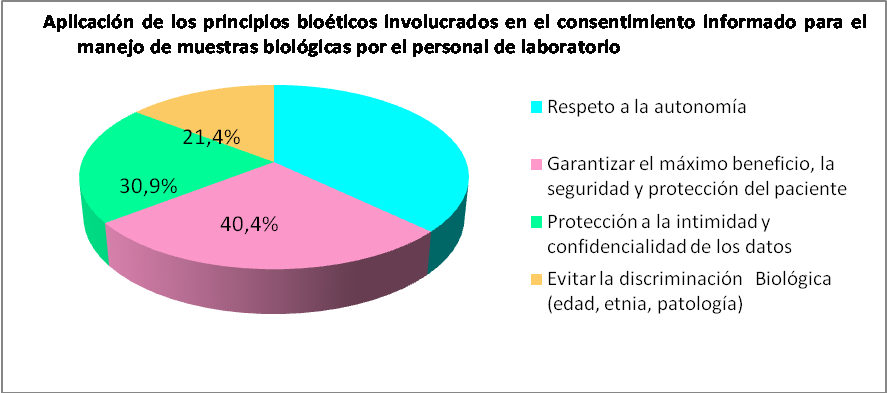 Aplicación de los principios bioéticos involucrados en el consentimiento informado para el
manejo de muestras biológicas por el personal de laboratorio
21,4%
30,9%
40,4%
Respeto a la autonomía
Garantizar el máximo beneficio, la
seguridad y protección del paciente
Protección a la intimidad y
confidencialidad de los datos
Evitar la discriminación Biológica
(edad, etnia, patología)